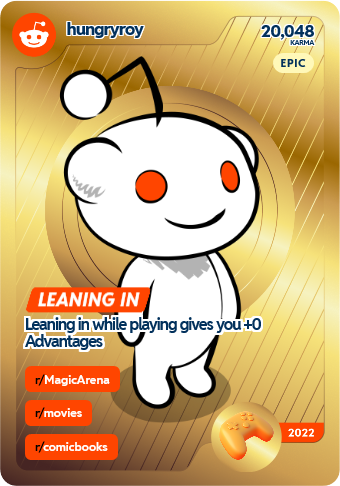 hungryroy
20,048
KARMA
EPIC
LEANING IN
Leaning in while playing gives you +0
Advantages
r/MagicArena
r/movies
r/comicbooks
2022